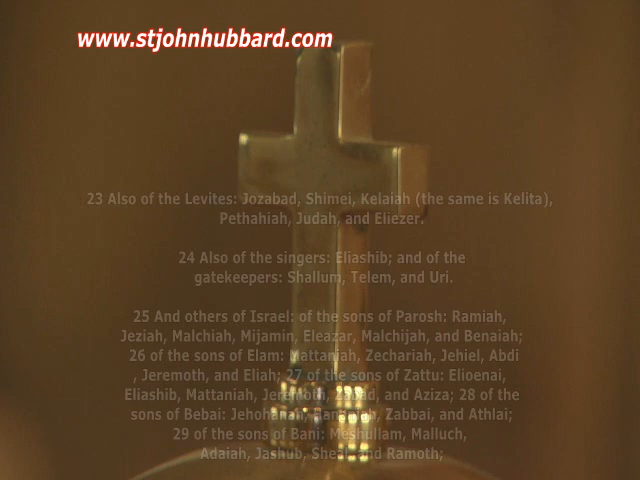 www.stjohnhubbard.com
23 Also of the Levites: Jozabad, Shimei, Kelaiah (the same is Kelita),
Pethahiah, Judah, and Eliezer.
24 Also of the singers: Eliashib; and of the
gatekeepers: Shallum, Telem, and Uri.
25 And others of Israel: of the sons of Parosh: Ramiah,
Jeziah, Malchiah, Mijamin, Eleazar, Malchijah, and Benaiah;
26 of the sons of Elam: Mattaniah, Zechariah, Jehiel, Abdi
, Jeremoth, and Eliah; 27 of the sons of Zattu: Elioenai,
Eliashib, Mattaniah, Jeremoth, Zabad, and Aziza; 28 of the
sons of Bebai: Jehohanan, Hananiah, Zabbai, and Athlai;
29 of the sons of Bani: Meshullam, Malluch,
Adaiah, Jashub, Sheal, and Ramoth;